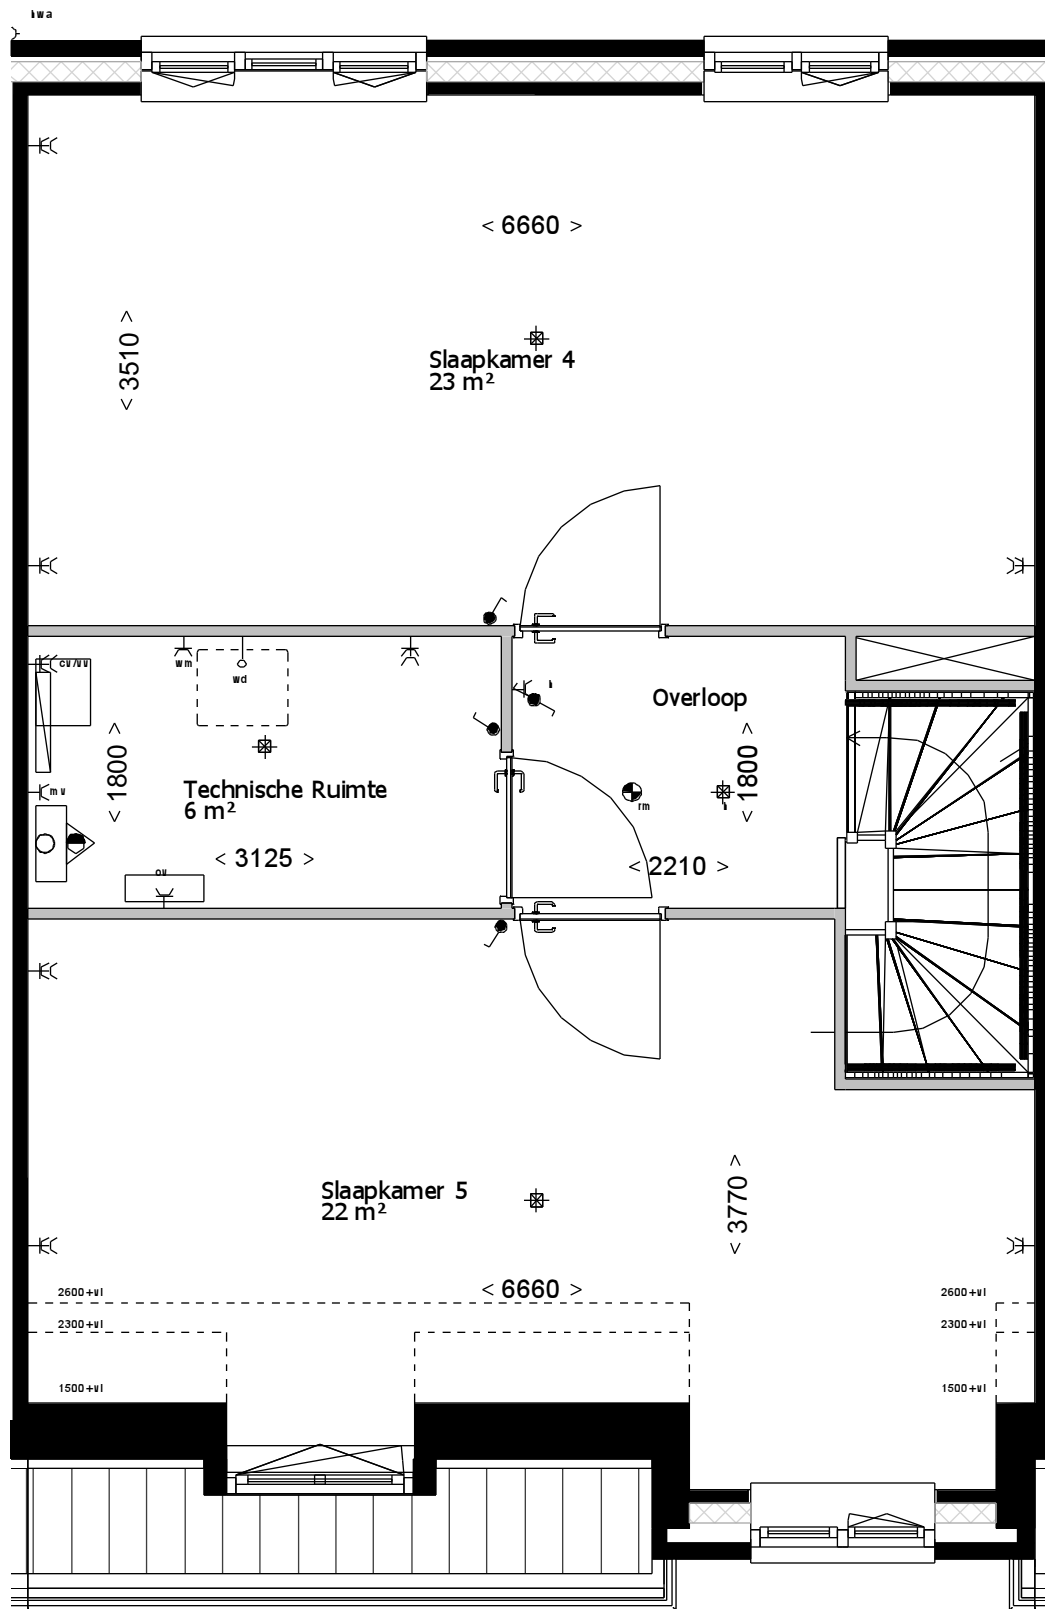 hwa
< 6660 >
< 3510 >
Slaapkamer 4
23 m²
cv/vv
wm
wd
Overloop
< 1800 >
< 1800 >
Technische Ruimte
6 m²
mv
rm
< 3125 >
< 2210 >
ov
Slaapkamer 5
22 m²
< 3770 >
< 6660 >
2600+vl
2600+vl
2300+vl
2300+vl
1500+vl
1500+vl